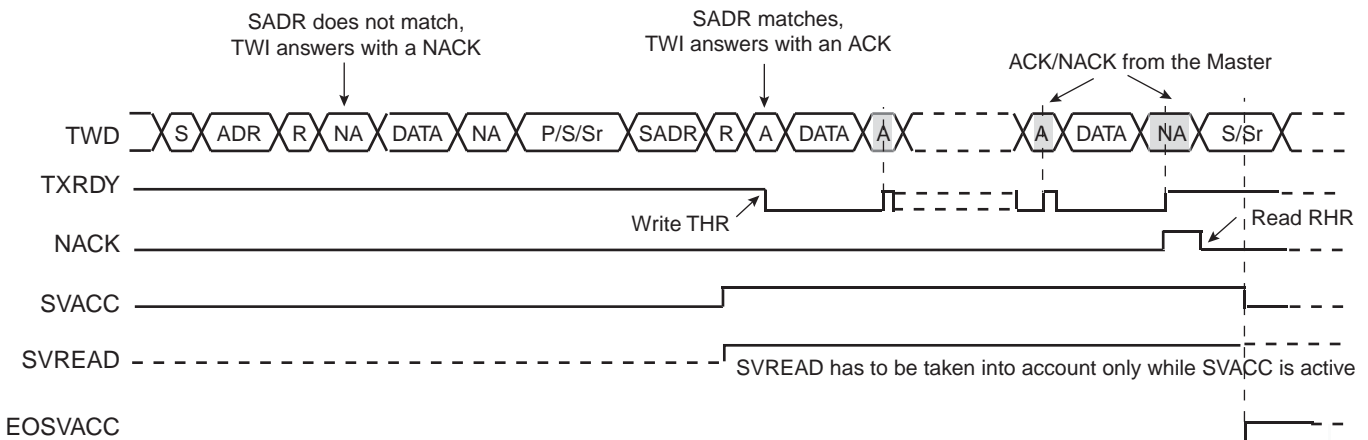 SADR does not match,
TWI answers with a NACK
SADR matches,
TWI answers with an ACK
ACK/NACK from the Master
TWD S ADR R NA DATA NA P/S/Sr SADR R A DATA A A DATA NA S/Sr
TXRDY
Write THR
Read RHR
NACK
SVACC
SVREAD
SVREAD has to be taken into account only while SVACC is active
EOSVACC